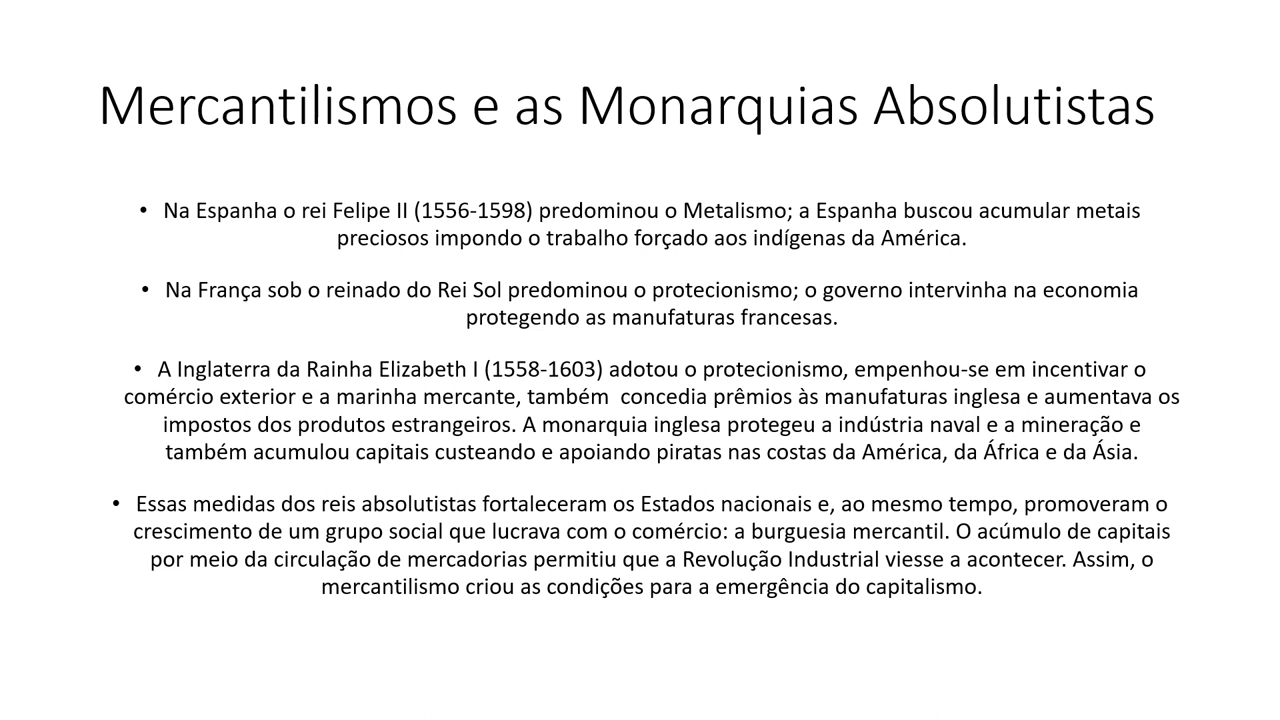 Mercantilismos e as Monarquias Absolutistas
• Na Espanha o rei Felipe II (1556-1598) predominou o Metalismo; a Espanha buscou acumular metais
preciosos impondo o trabalho forçado aos indígenas da América.
• Na França sob o reinado do Rei Sol predominou o protecionismo; o governo intervinha na economia
protegendo as manufaturas francesas.
• A Inglaterra da Rainha Elizabeth I (1558-1603) adotou o protecionismo, empenhou-se em incentivar o
comércio exterior e a marinha mercante, também  concedia prêmios às manufaturas inglesa e aumentava os
impostos dos produtos estrangeiros. A monarquia inglesa protegeu a indústria naval e a mineração e
também acumulou capitais custeando e apoiando piratas nas costas da América, da África e da Ásia.
• Essas medidas dos reis absolutistas fortaleceram os Estados nacionais e, ao mesmo tempo, promoveram o
crescimento de um grupo social que lucrava com o comércio: a burguesia mercantil. O acúmulo de capitais
por meio da circulação de mercadorias permitiu que a Revolução Industrial viesse a acontecer. Assim, o
mercantilismo criou as condições para a emergência do capitalismo.